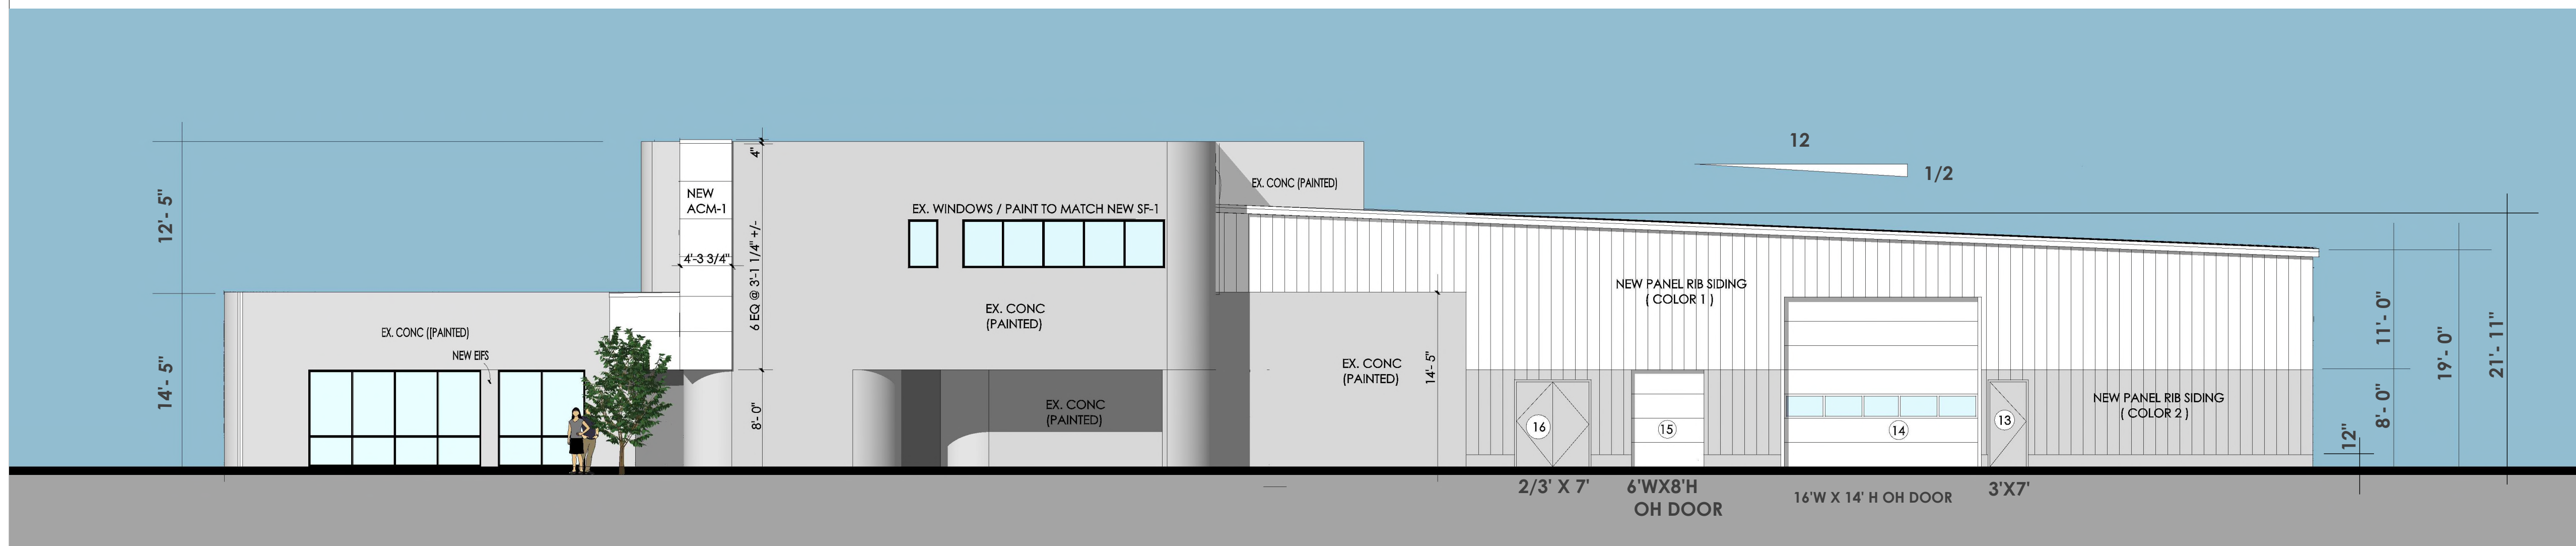 12'- 5"
14'- 5"
EX. CONC ([PAINTED)
NEW EIFS
NEW
ACM-1
4'-3 3/4"
4"
6 EQ @ 3'-1 1/4" +/-
8'- 0"
EX. WINDOWS / PAINT TO MATCH NEW SF-1
EX. CONC
(PAINTED)
EX. CONC
(PAINTED)
EX. CONC (PAINTED)
EX. CONC
(PAINTED)
14'- 5"
12
1/2
NEW PANEL RIB SIDING
( COLOR 1 )
NEW PANEL RIB SIDING
( COLOR 2 )
16
15
14
13
2/3' X 7'
6'WX8'H
OH DOOR
16'W X 14' H OH DOOR
3'X7'
12"
8'- 0"
11'- 0"
19'- 0"
21'- 11"